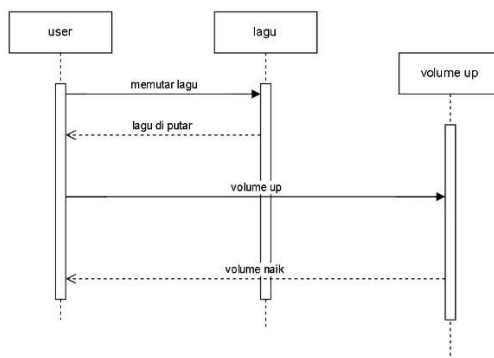 user
lagu
volume up
memutar lagu
lagu di putar
volume up
volume naik